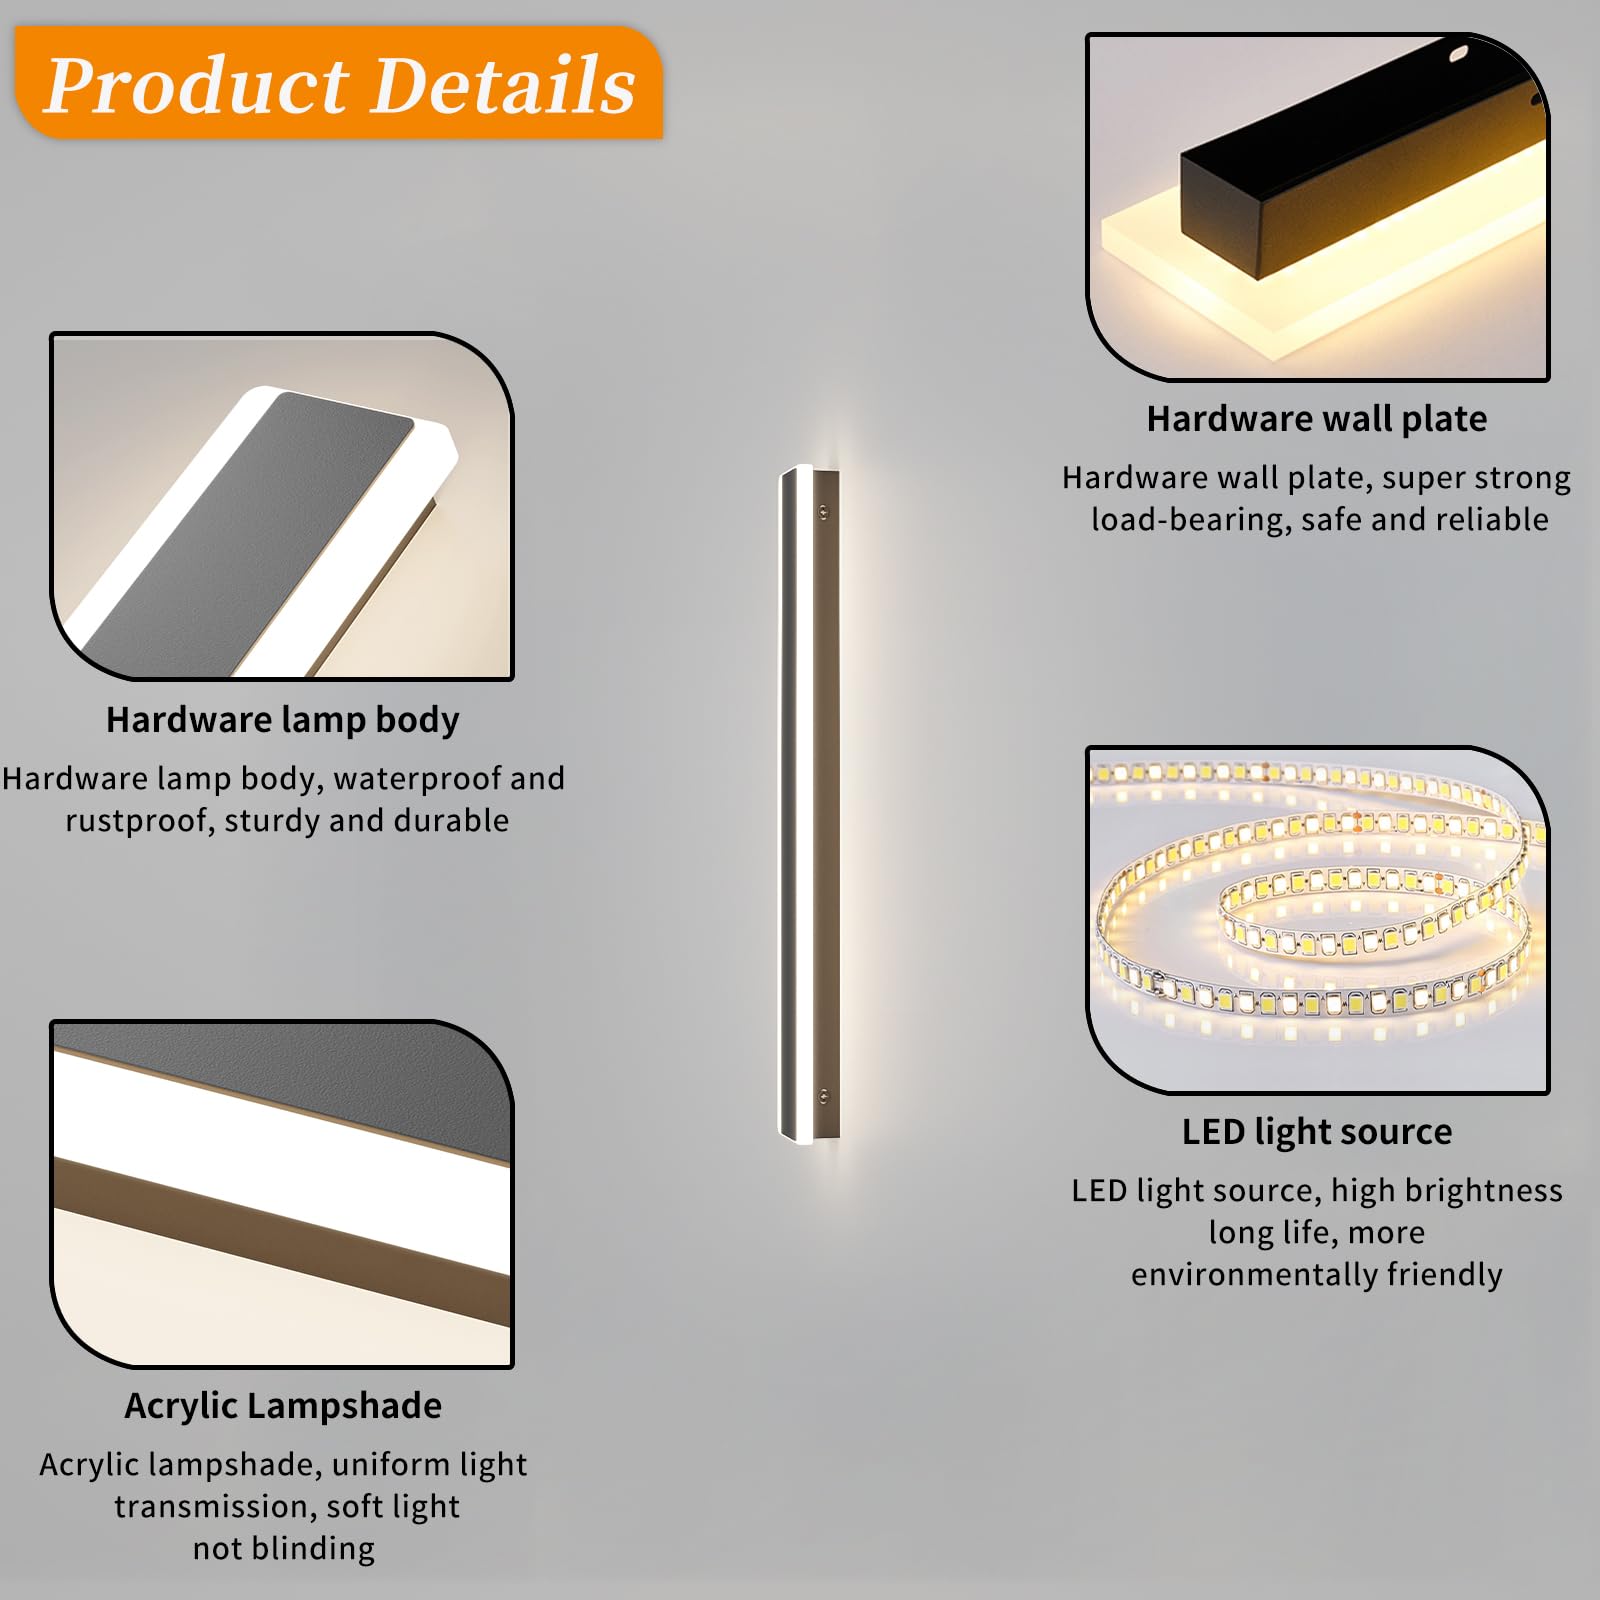 Product Details
Hardware wall plate
Hardware wall plate, super strong
load-bearing, safe and reliable
Hardware lamp body
Hardware lamp body, waterproof and
rustproof, sturdy and durable
LED light source
LED light source, high brightness
long life, more
environmentally friendly
Acrylic Lampshade
Acrylic lampshade, uniform light
transmission, soft light
not blinding